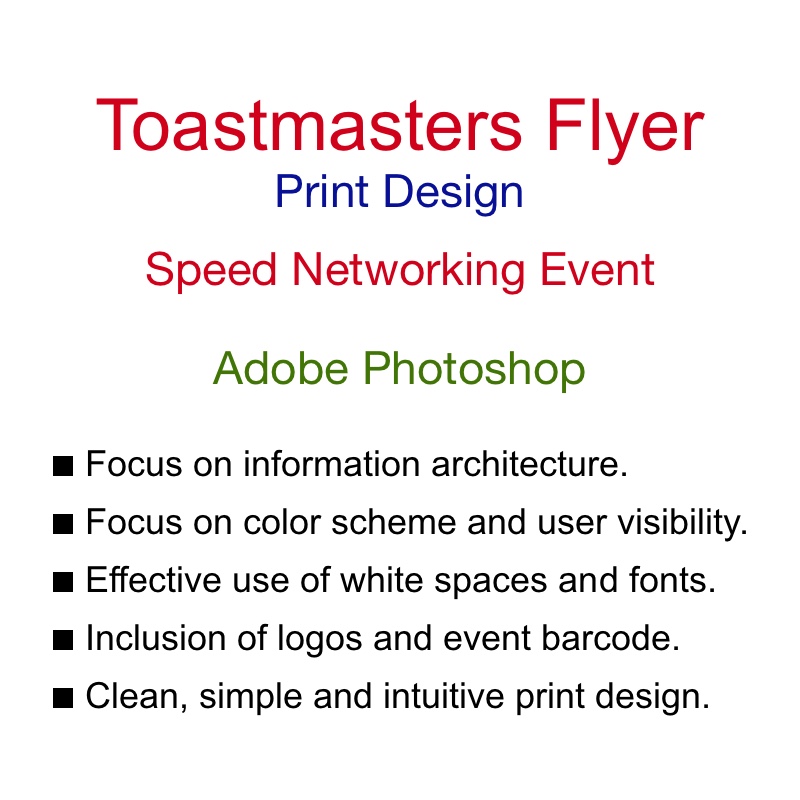 Toastmasters Flyer
Print Design
Speed Networking Event
Adobe Photoshop
■ Focus on information architecture.
■ Focus on color scheme and user visibility.
■ Effective use of white spaces and fonts.
■ Inclusion of logos and event barcode.
■ Clean, simple and intuitive print design.